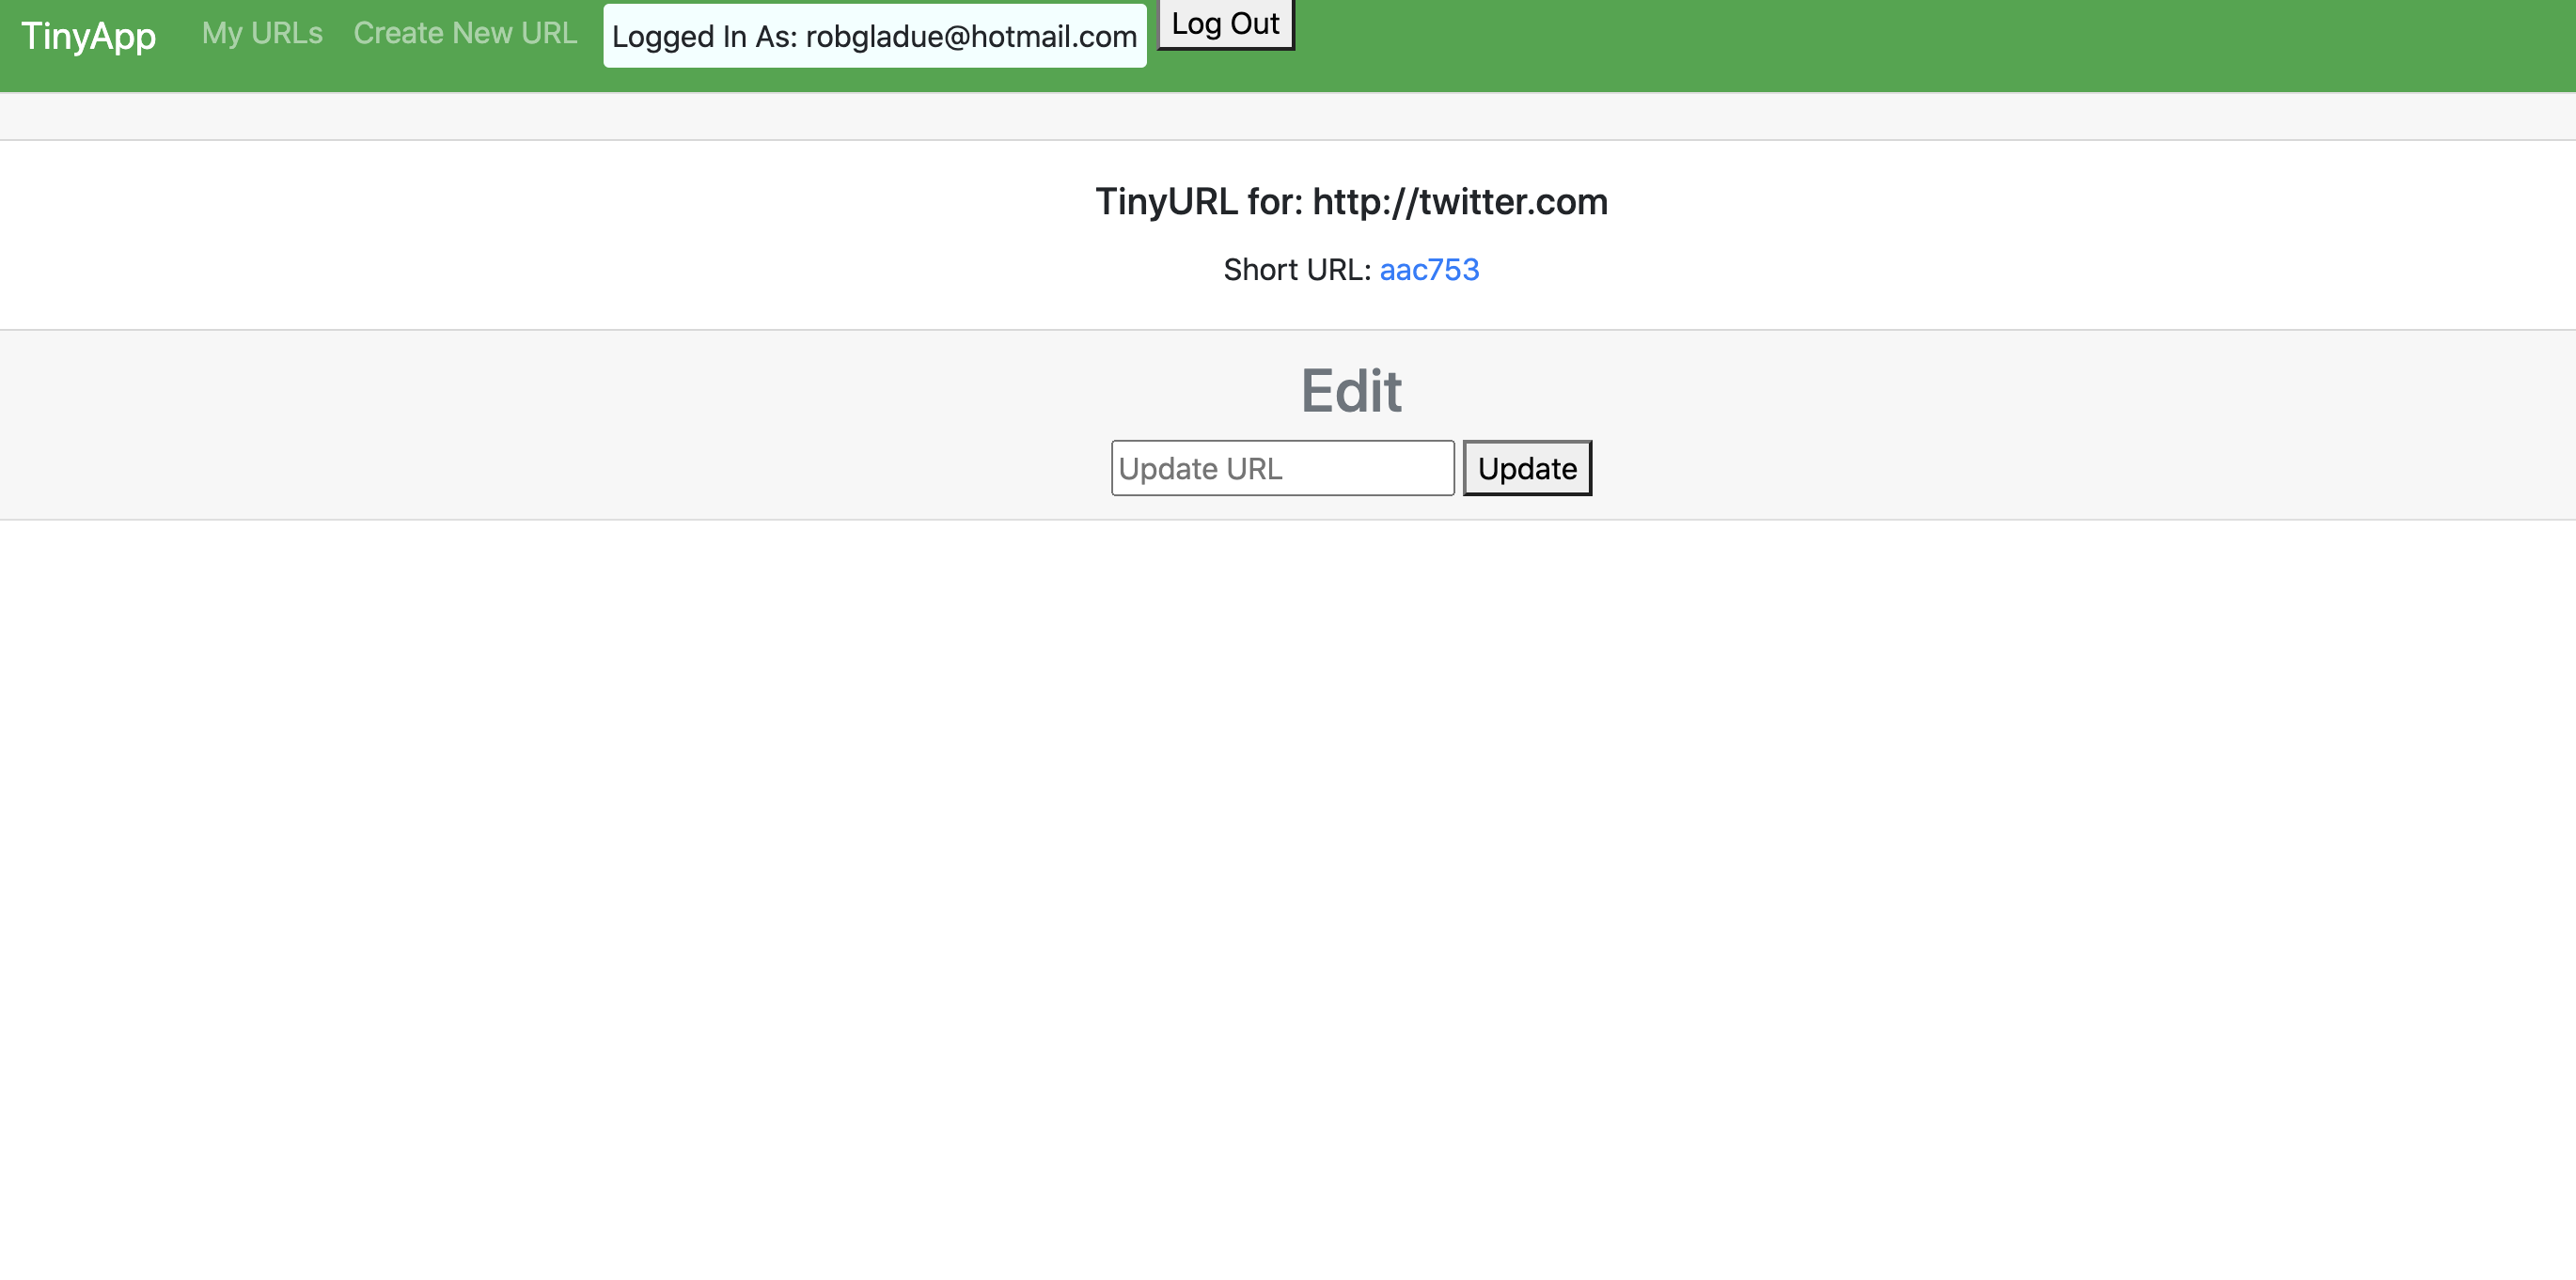 TinyApp My URLs Create New URL Logged In As: robgladue@hotmail.com Log Out
TinyURL for: http://twitter.com
Short URL: aac753
Edit
Update URL Update